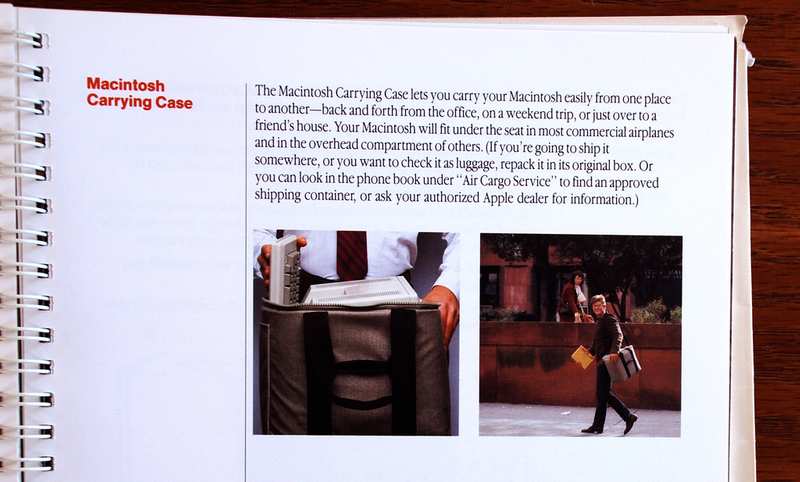 Macintosh
Carrying Case
The Macintosh Carrying Case lets you carry your Macintosh easily from one place
to another—back and forth from the office, on a weekend trip, or just over to a
friend's house. Your Macintosh will fit under the seat in most commercial airplanes
and in the overhead compartment of others. (If you're going to ship it
somewhere, or you want to check it as luggage, repack it in its original box. Or
you can look in the phone book under "Air Cargo Service" to find an approved
shipping container, or ask your authorized Apple dealer for information.)